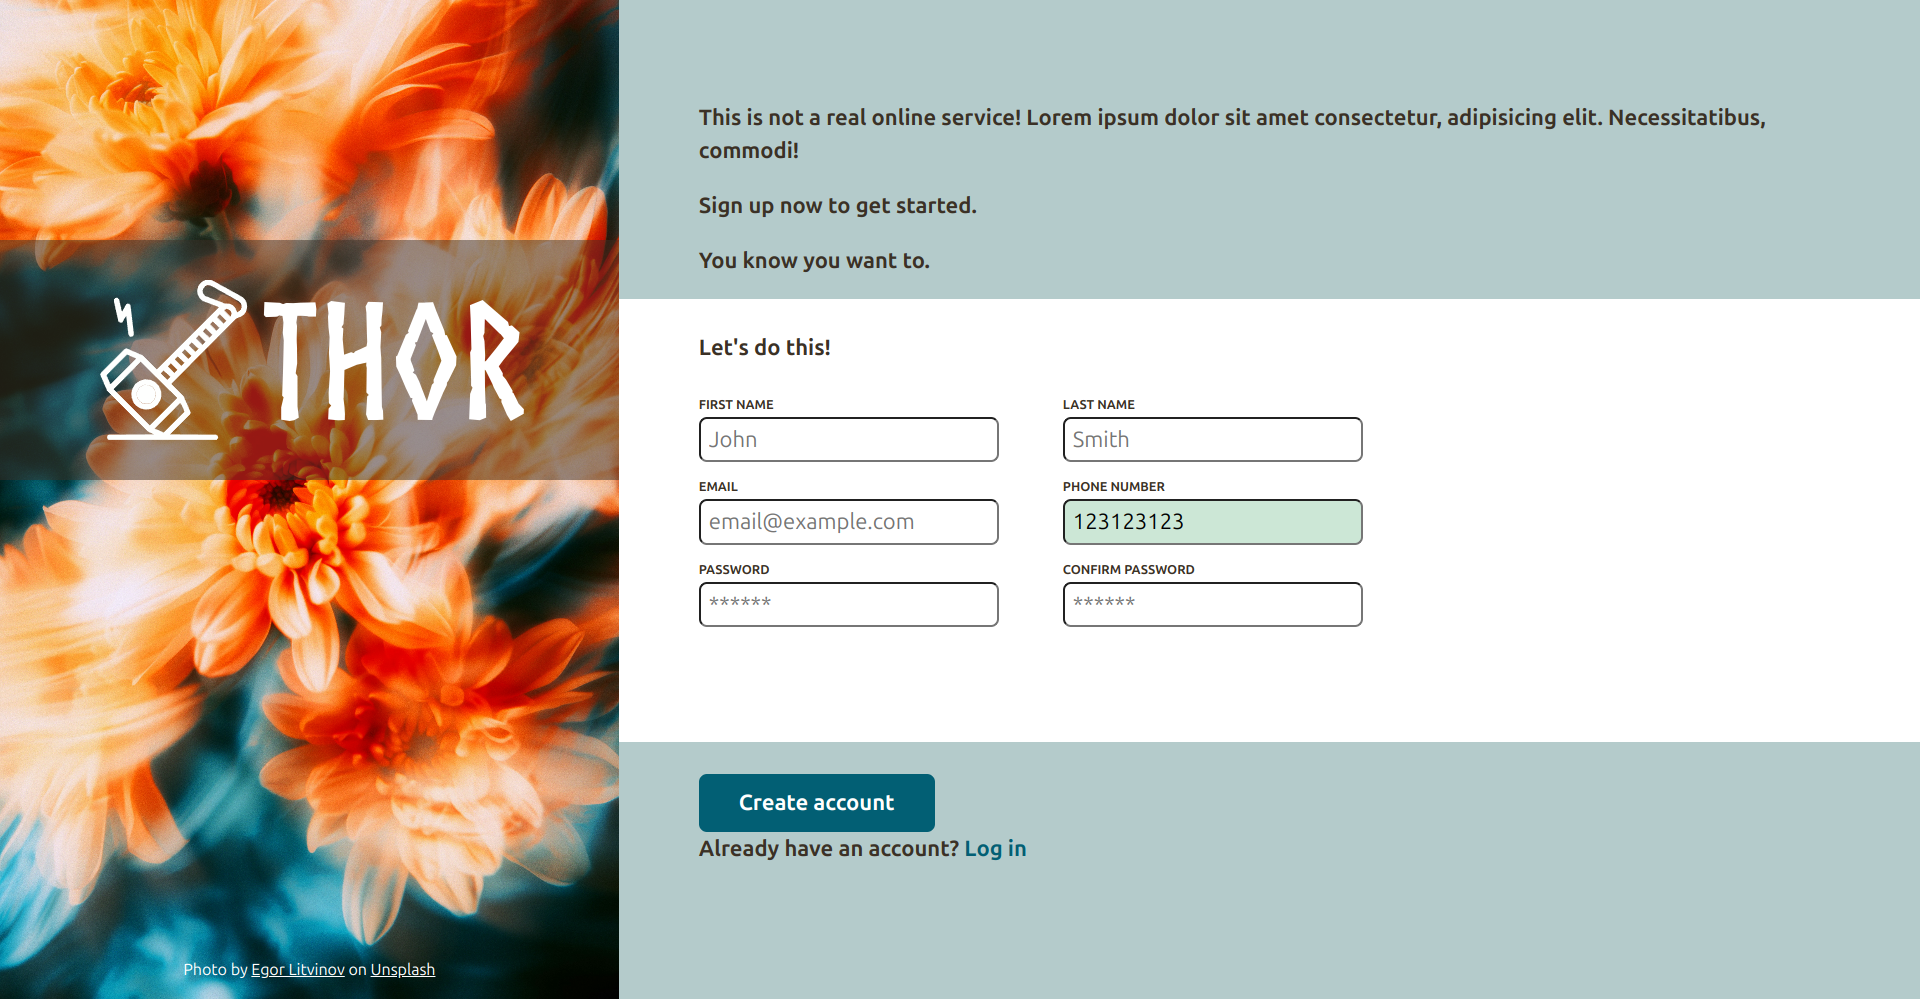 THOR
Photo by Egor Litvinov on Unsplash
This is not a real online service! Lorem ipsum dolor sit amet consectetur, adipisicing elit. Necessitatibus,
commodi!
Sign up now to get started.
You know you want to.
Let's do this!
FIRST NAME
John
LAST NAME
Smith
EMAIL
email@example.com
PHONE NUMBER
123123123
PASSWORD
******
CONFIRM PASSWORD
******
Create account
Already have an account? Log in